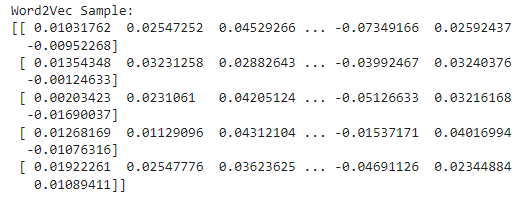 Word2Vec Sample:
[[ 0.01031762  0.02547252  0.04529266 ... -0.07349166  0.02592437
  -0.00952268]
 [ 0.01354348  0.03231258  0.02882643 ... -0.03992467  0.03240376
  -0.00124633]
 [ 0.00203423  0.0231061   0.04205124 ... -0.05126633  0.03216168
  -0.01690037]
 [ 0.01268169  0.01129096  0.04312104 ... -0.01537171  0.04016994
  -0.01076316]
 [ 0.01922261  0.02547776  0.03623625 ... -0.04691126  0.02344884
   0.01089411]]